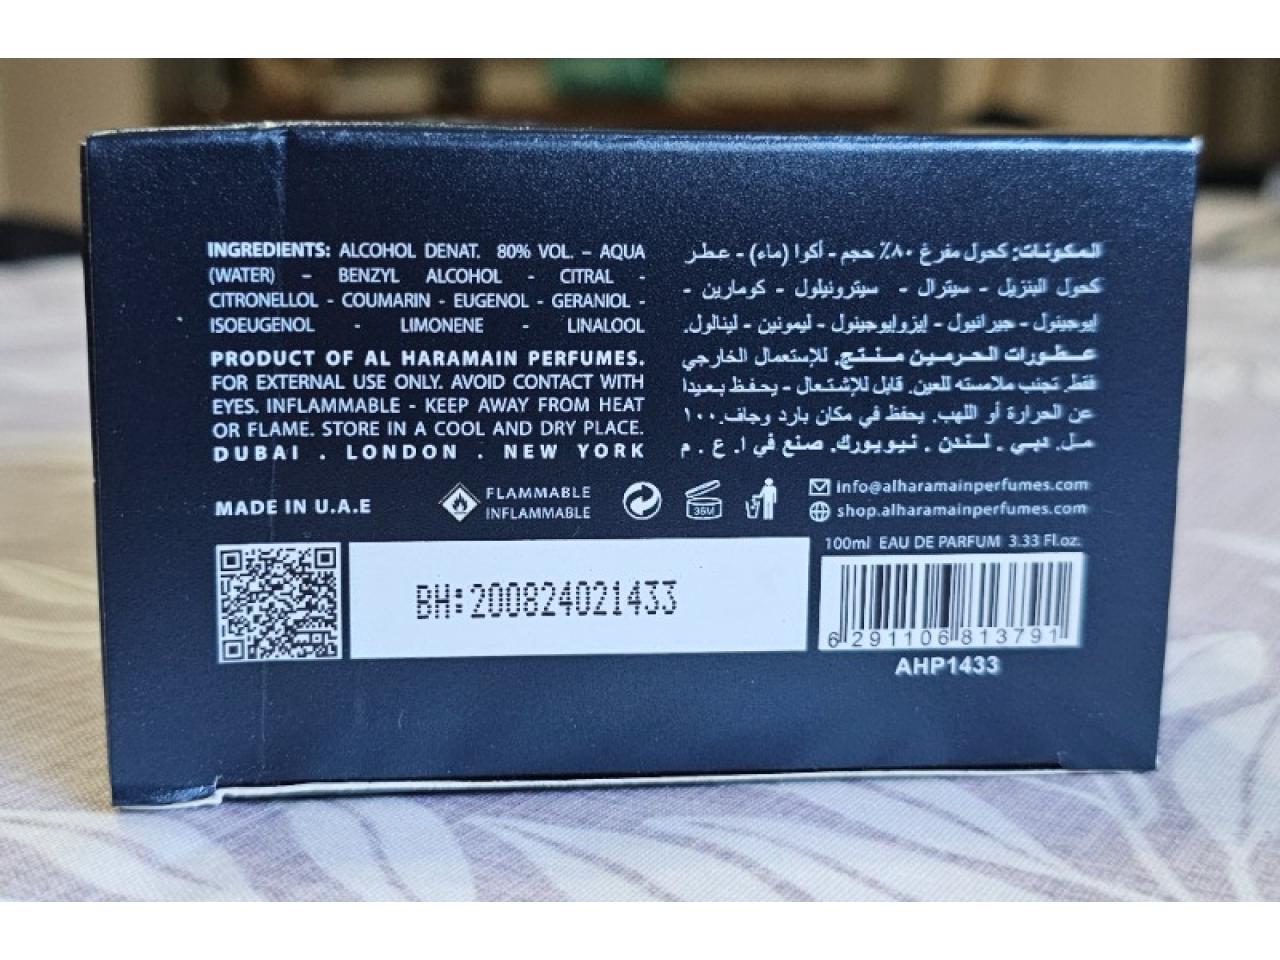 INGREDIENTS: ALCOHOL DENAT. 80% VOL. – AQUA
(WATER) – BENZYL ALCOHOL - CITRAL -
CITRONELLOL - COUMARIN - EUGENOL - GERANIOL -
ISOEUGENOL - LIMONENE - LINALOOL
PRODUCT OF AL HARAMAIN PERFUMES.
FOR EXTERNAL USE ONLY. AVOID CONTACT WITH
EYES. INFLAMMABLE - KEEP AWAY FROM HEAT
OR FLAME. STORE IN A COOL AND DRY PLACE.
DUBAI . LONDON . NEW YORK
المكونات: كحول مفرغ ٨٠٪ حجم - أكوا (ماء) - عطر
كحول البنزيل - سيترال - سيترونيلول - كومارين -
إيوجينول - جيرانيول - ايزوايوجينول - ليمونين - لينالول.
عطورات الحرمين منتج. للإستعمال الخارجي
فقط. تجنب ملامسته للعين. قابل للإشتعال - يحفظ بعيدا
عن الحرارة أو اللهب. يحفظ في مكان بارد وجاف. ١٠٠
مل. دبي . لندن . نيويورك. صنع في ا . ع . م
MADE IN U.A.E
FLAMMABLE
INFLAMMABLE
36M
info@alharamainperfumes.com
shop.alharamainperfumes.com
100ml EAU DE PARFUM 3.33 Fl.oz.
BH:200824021433
6 291106 813791
AHP1433